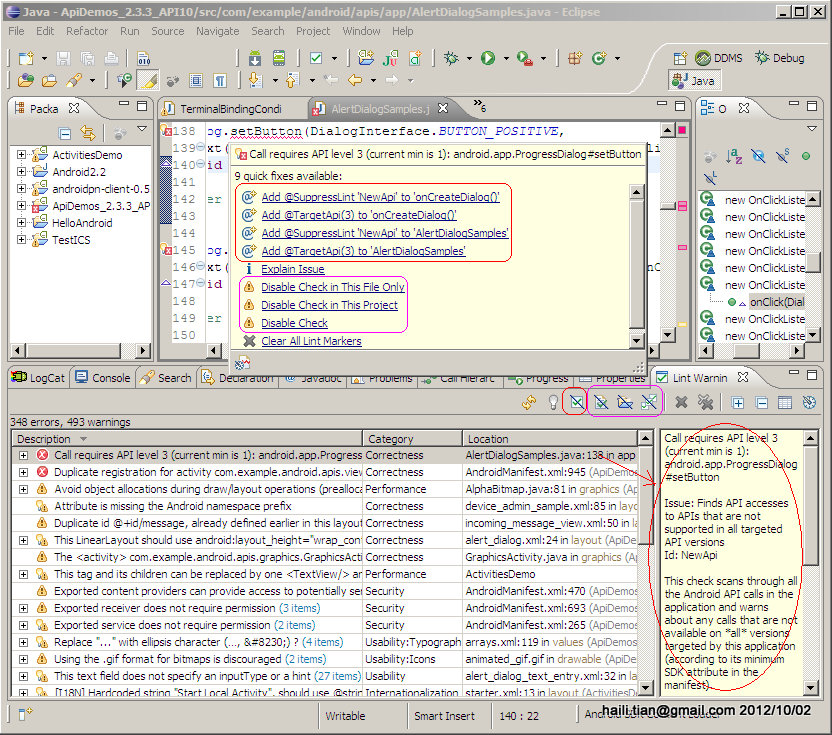 Java - ApiDemos_2.3.3_API10/src/com/example/android/apis/app/AlertDialogSamples.java - Eclipse
File Edit Refactor Run Source Navigate Search Project Window Help
DDMS Debug
Java
Packa
TerminalBindingCondi
AlertDialogSamples.j
»6
O
ActivitiesDemo
Android2.2
androidpn-client-0.5
ApiDemos_2.3.3_AP
HelloAndroid
TestICS
138 og.setButton(DialogInterface.BUTTON_POSITIVE,
139 ext(
140 id
141
142 er
143
144
145 og.
146 ext(
147 id
148
149 er
150
Call requires API level 3 (current min is 1): android.app.ProgressDialog#setButton
9 quick fixes available:
Add @SuppressLint 'NewApi' to 'onCreateDialog()'
Add @TargetApi(3) to 'onCreateDialog()'
Add @SuppressLint 'NewApi' to 'AlertDialogSamples'
Add @TargetApi(3) to 'AlertDialogSamples'
Explain Issue
Disable Check in This File Only
Disable Check in This Project
Disable Check
Clear All Lint Markers
new OnClickListe
new OnClickListe
new OnClickListe
new OnClickListe
new OnClickListe
new OnClickListe
onClick(Dial
new OnClickListe
new OnClickListe
LogCat Console Search Declaration Javadoc Problems Call Hierarc Progress Properties Lint Warnin
348 errors, 493 warnings
Description Category Location
Call requires API level 3 (current min is 1): android.app.Progress Correctness AlertDialogSamples.java:138 in app
Duplicate registration for activity com.example.android.apis.view Correctness AndroidManifest.xml:945 (ApiDemos
Avoid object allocations during draw/layout operations (prealloca Performance AlphaBitmap.java:81 in graphics (Ap
Attribute is missing the Android namespace prefix Correctness device_admin_sample.xml:85 in layo
Duplicate id @+id/message, already defined earlier in this layout Correctness incoming_message_view.xml:50 in la
This LinearLayout should use android:layout_height="wrap_cont Correctness alert_dialog.xml:24 in layout (ApiDe
The <activity> com.example.android.apis.graphics.GraphicsActi Correctness GraphicsActivity.java in graphics (
This tag and its children can be replaced by one <TextView/> an Performance ActivitiesDemo
Exported content providers can provide access to potentially sen Security AndroidManifest.xml:470 (ApiDemos
Exported receiver does not require permission (3 items) Security AndroidManifest.xml:693 (ApiDemos
Exported service does not require permission (2 items) Security AndroidManifest.xml:265 (ApiDemos
Replace "..." with ellipsis character (…, &#8230;) ? (4 items) Usability:Typograph arrays.xml:119 in values (ApiDemos
Using the .gif format for bitmaps is discouraged (2 items) Usability:Icons animated_gif.gif in drawable (ApiDem
This text field does not specify an inputType or a hint (27 items) Usability alert_dialog_text_entry.xml:32 in lay
[I18N] Hardcoded string "Start Local Activity", should use @strin Internationalization starter.xml:13 in layout (ActivitiesD
Call requires API level 3
(current min is 1):
android.app.ProgressDialog
#setButton
Issue: Finds API accesses
to APIs that are not
supported in all targeted
API versions
Id: NewApi
This check scans through all
the Android API calls in the
application and warns
about any calls that are not
available on *all* versions
targeted by this application
(according to its minimum
SDK attribute in the
manifest).
Writable Smart Insert 140 : 22
haili.tian@gmail.com 2012/10/02